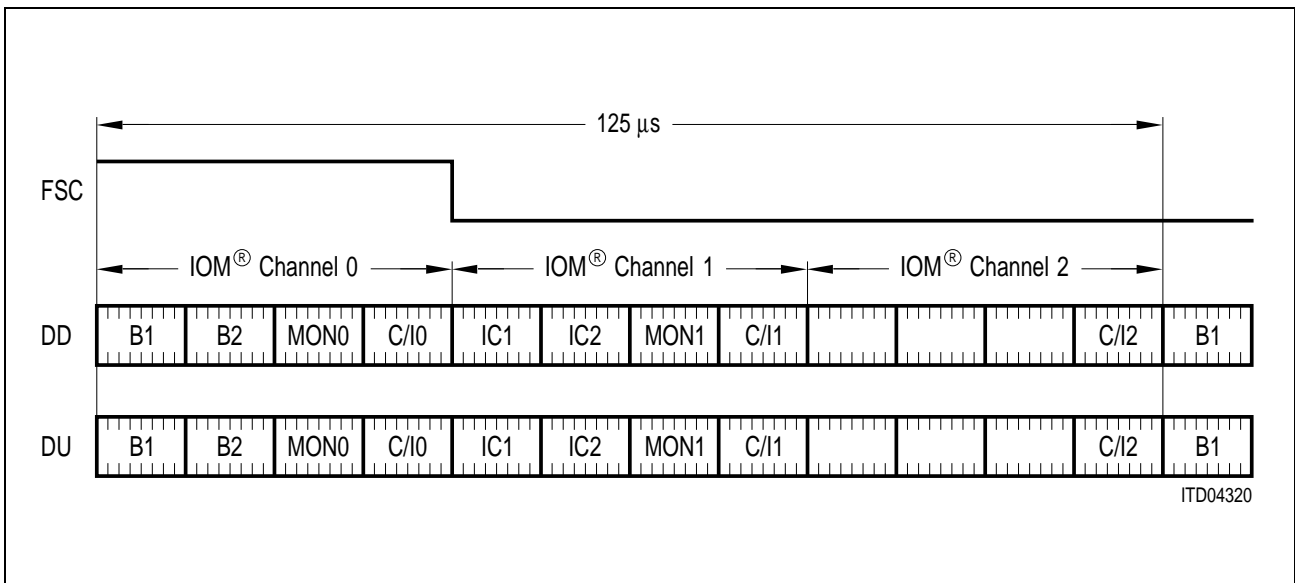 125 µs
FSC
IOM® Channel 0 IOM® Channel 1 IOM® Channel 2
DD B1 B2 MON0 C/I0 IC1 IC2 MON1 C/I1 C/I2 B1
DU B1 B2 MON0 C/I0 IC1 IC2 MON1 C/I1 C/I2 B1
ITD04320